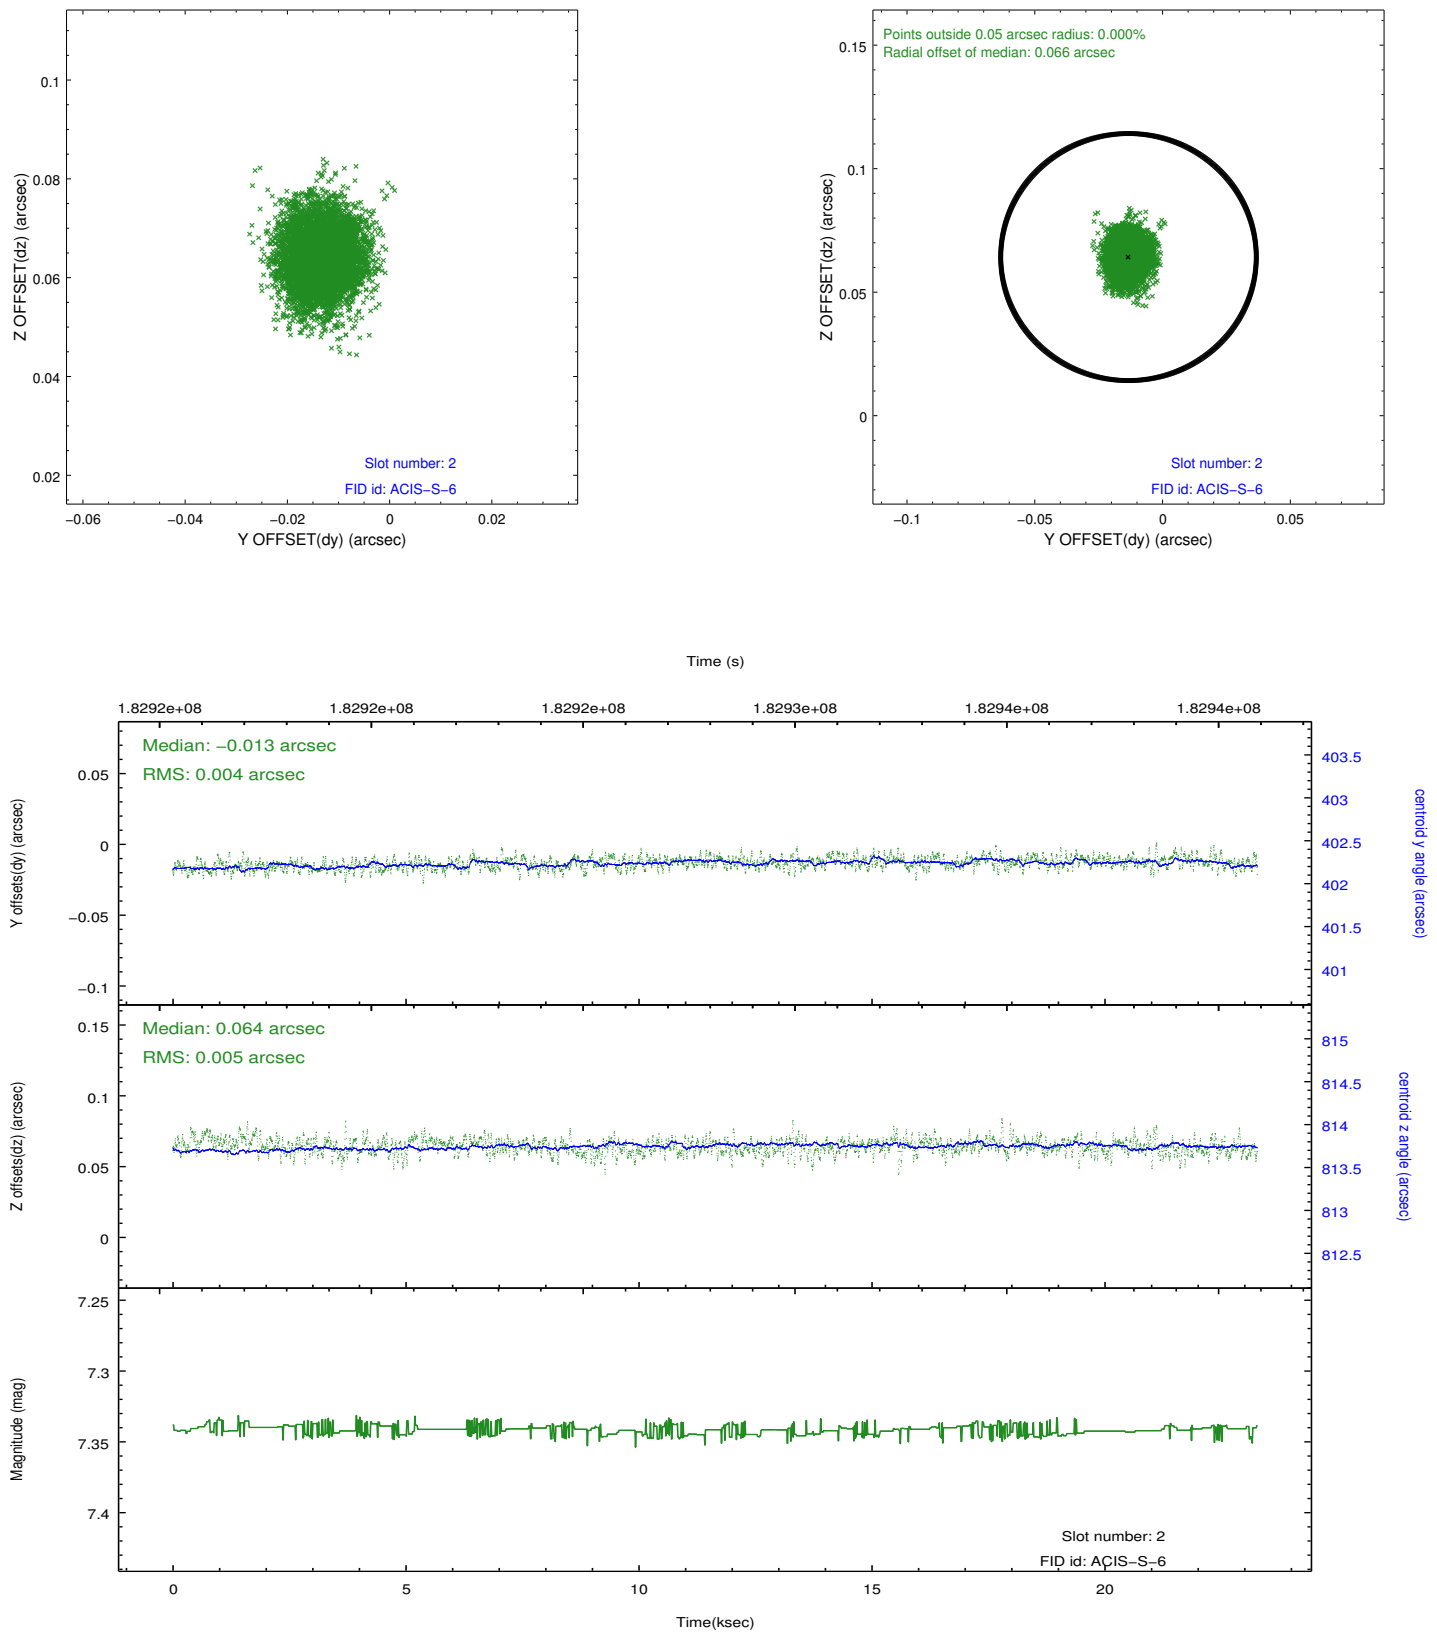 0.1
0.08
0.06
0.04
0.02
Z OFFSET(dz) (arcsec)
Slot number: 2
FID id: ACIS−S−6
−0.06 −0.04 −0.02 0 0.02
Y OFFSET(dy) (arcsec)
Points outside 0.05 arcsec radius: 0.000%
Radial offset of median: 0.066 arcsec
0.15
0.1
0.05
0
Z OFFSET(dz) (arcsec)
Slot number: 2
FID id: ACIS−S−6
−0.1 −0.05 0 0.05
Y OFFSET(dy) (arcsec)
Time (s)
1.8292e+08 1.8292e+08 1.8292e+08 1.8293e+08 1.8294e+08 1.8294e+08
Median: −0.013 arcsec
RMS: 0.004 arcsec
0.05
0
−0.05
−0.1
Y offsets(dy) (arcsec)
403.5
403
402.5
402
401.5
401
centroid y angle (arcsec)
Median: 0.064 arcsec
RMS: 0.005 arcsec
0.15
0.1
0.05
0
Z offsets(dz) (arcsec)
815
814.5
814
813.5
813
812.5
centroid z angle (arcsec)
7.25
7.3
7.35
7.4
Magnitude (mag)
Slot number: 2
FID id: ACIS−S−6
0 5 10 15 20
Time(ksec)